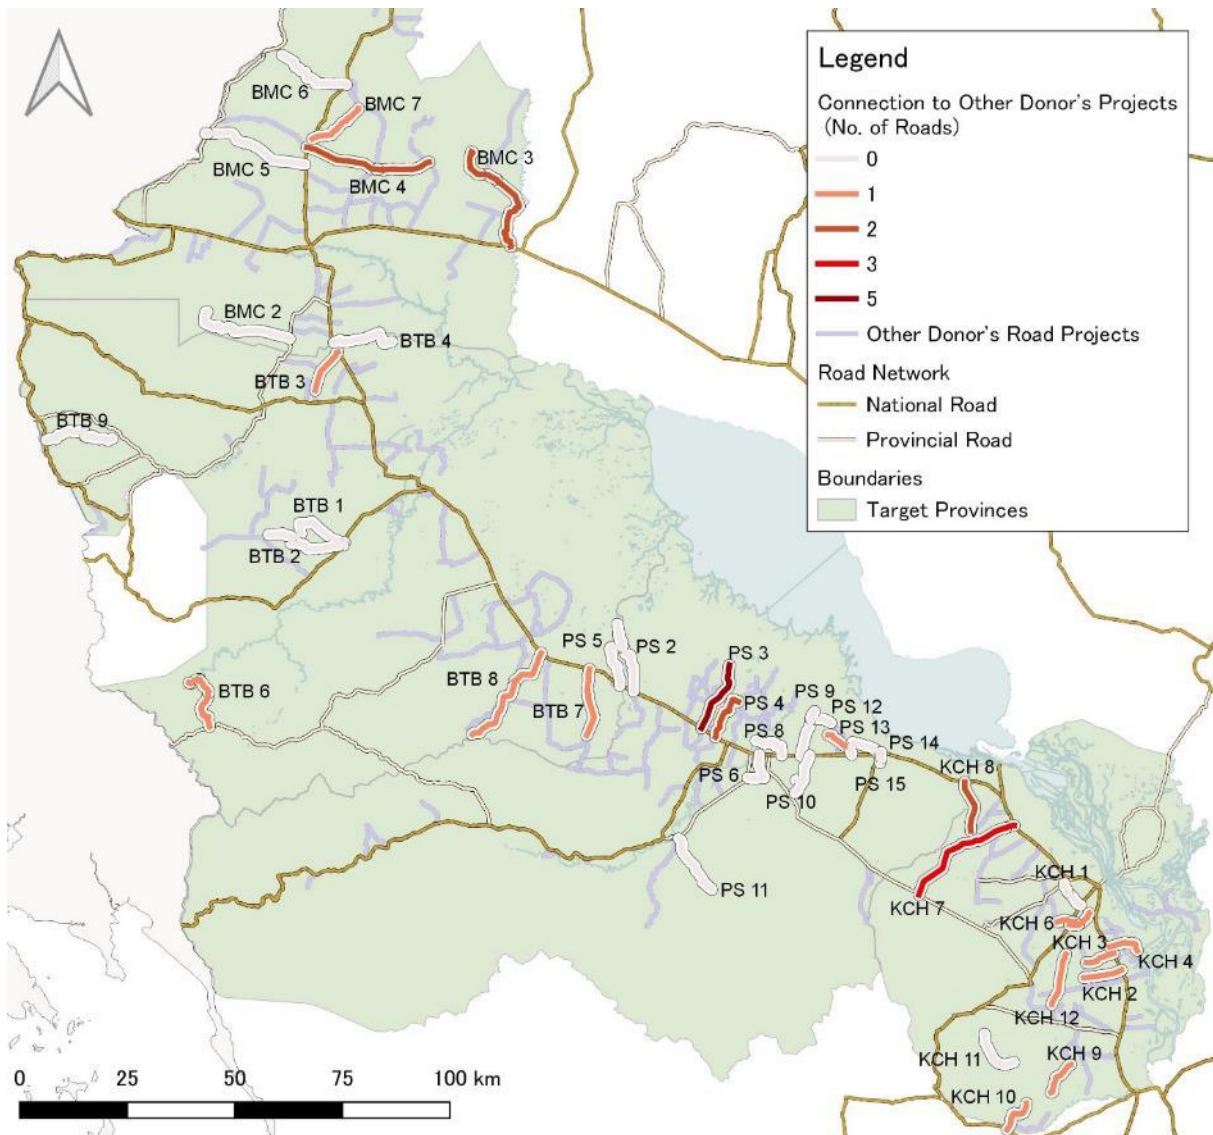 Legend
Connection to Other Donor's Projects
(No. of Roads)
0
1
2
3
5
Other Donor's Road Projects
Road Network
National Road
Provincial Road
Boundaries
Target Provinces
BMC 6
BMC 7
BMC 5
BMC 4
BMC 3
BMC 2
BTB 4
BTB 3
BTB 9
BTB 1
BTB 2
PS 5
PS 2
PS 3
BTB 6
BTB 8
BTB 7
PS 4
PS 9
PS 12
PS 13
PS 8
PS 14
PS 6
PS 10
PS 15
KCH 8
PS 11
KCH 7
KCH 1
KCH 6
KCH 3
KCH 4
KCH 2
KCH 12
KCH 11
KCH 9
KCH 10
0 25 50 75 100 km